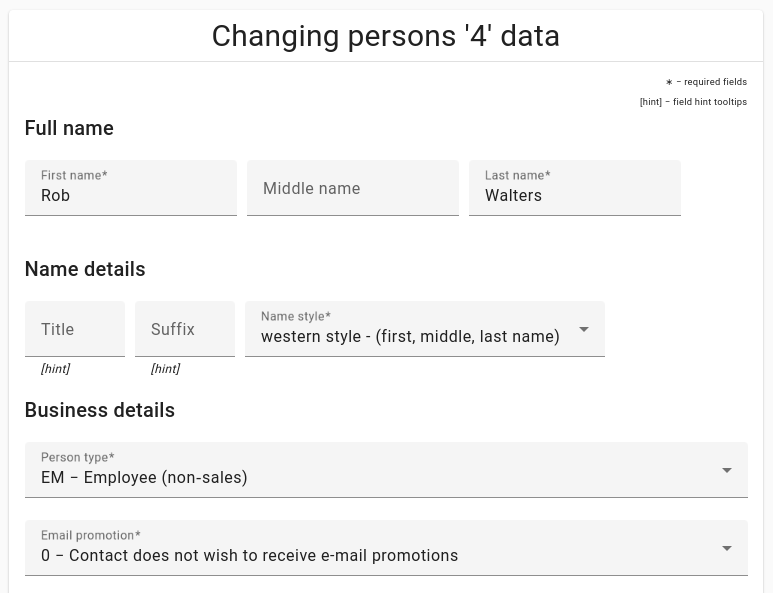 Changing persons '4' data
∗ − required fields
[hint] − field hint tooltips
Full name
First name*
Rob
Middle name
Last name*
Walters
Name details
Title
Suffix
Name style*
western style - (first, middle, last name)
[hint]
[hint]
Business details
Person type*
EM − Employee (non-sales)
Email promotion*
0 − Contact does not wish to receive e-mail promotions